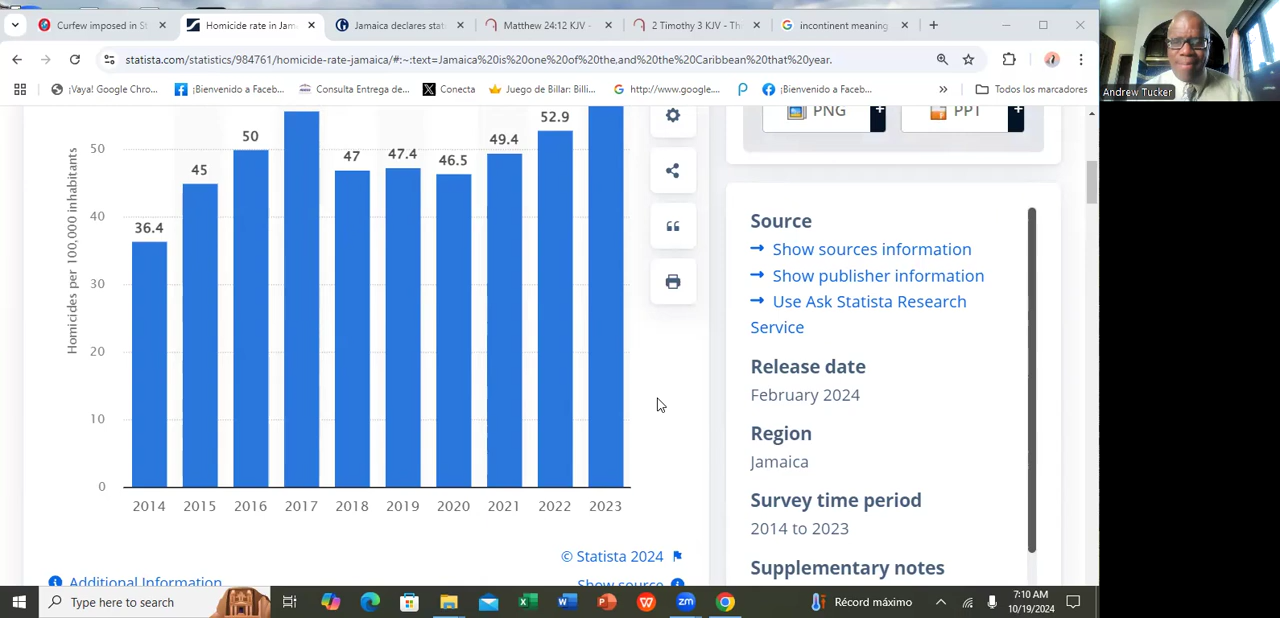 Curfew imposed in St
Homicide rate in Jam
Jamaica declares stat
Matthew 24:12 KJV -
2 Timothy 3 KJV - Th
incontinent meaning
statista.com/statistics/984761/homicide-rate-jamaica/#:~:text=Jamaica%20is%20one%20of%20the,and%20the%20Caribbean%20that%20year.
¡Vaya! Google Chro...
¡Bienvenido a Faceb...
Consulta Entrega de...
Conecta
Juego de Billar: Billi...
http://www.google....
¡Bienvenido a Faceb...
»
Todos los marcadores
Andrew Tucker
PNG +
PPT +
Homicides per 100,000 inhabitants
50
40
30
20
10
0
36.4
45
50
47
47.4
46.5
49.4
52.9
2014 2015 2016 2017 2018 2019 2020 2021 2022 2023
© Statista 2024
Additional Information
Show source
Source
→ Show sources information
→ Show publisher information
→ Use Ask Statista Research
Service
Release date
February 2024
Region
Jamaica
Survey time period
2014 to 2023
Supplementary notes
Type here to search
zm
Récord máximo
7:10 AM
10/19/2024